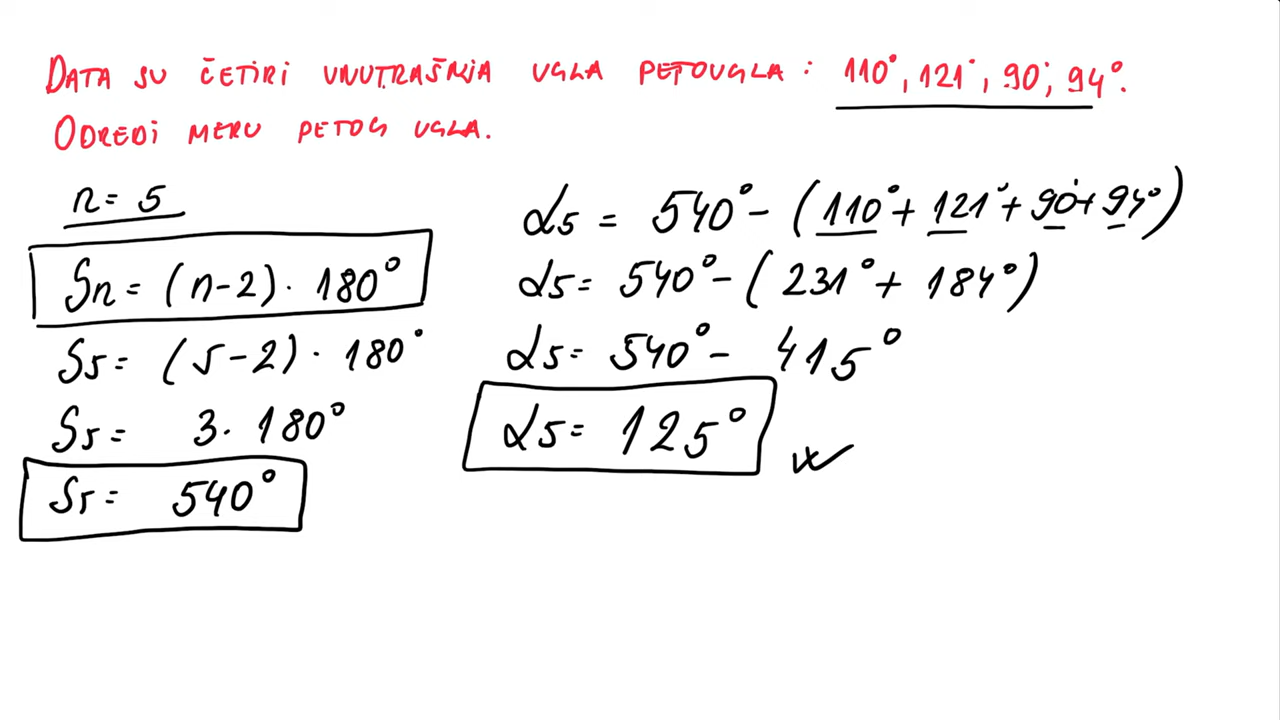 DATA SU ČETIRI UNUTRAŠNJA UGLA PETOUGLA: 110°, 121°, 90°, 94°.
ODREDI MERU PETOG UGLA.
n = 5
Sn = (n-2) · 180°
S5 = (5-2) · 180°
S5 = 3 · 180°
S5 = 540°
α5 = 540° - (110° + 121° + 90° + 94°)
α5 = 540° - (231° + 184°)
α5 = 540° - 415°
α5 = 125°